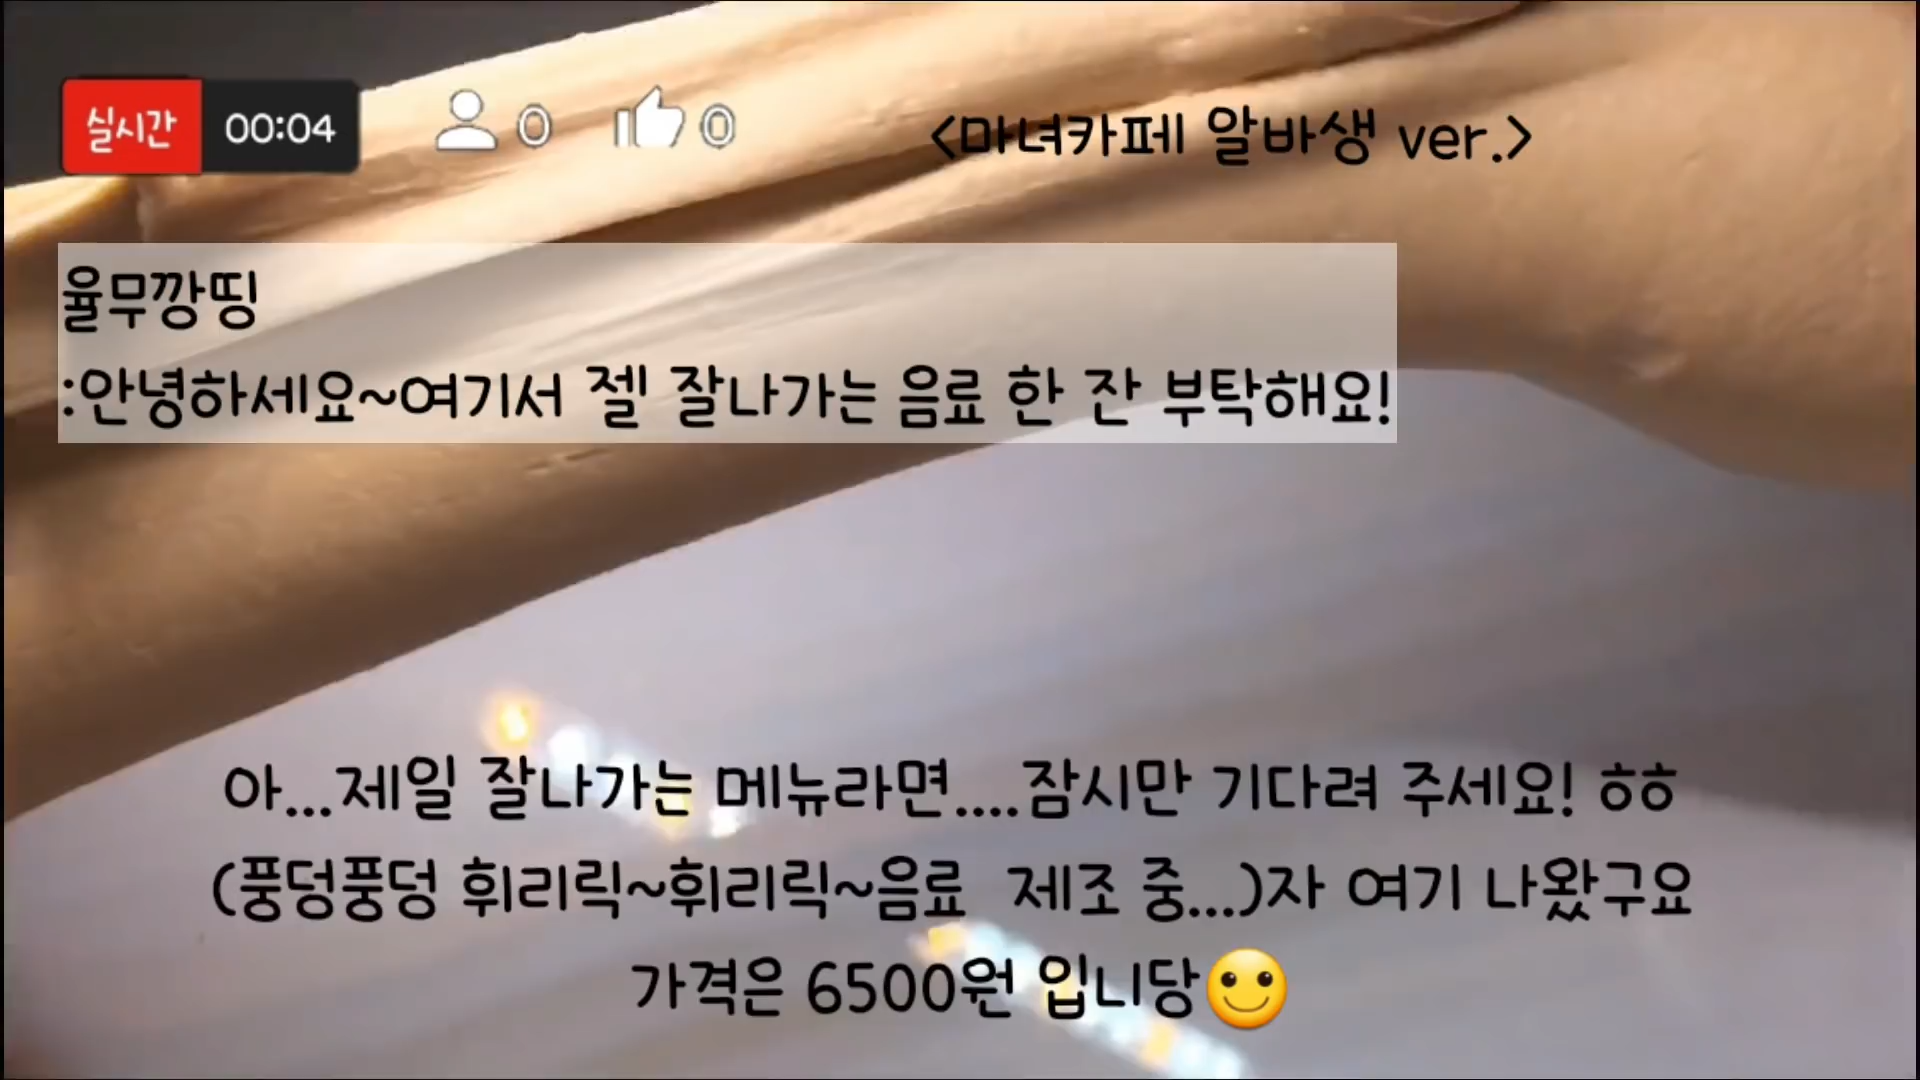 실시간 00:04 0 0 <마녀카페 알바생 ver.>
율무깡띵
:안녕하세요~여기서 젤 잘나가는 음료 한 잔 부탁해요!
아...제일 잘나가는 메뉴라면....잠시만 기다려 주세요! ㅎㅎ
(풍덩풍덩 휘리릭~휘리릭~음료 제조 중...)자 여기 나왔구요
가격은 6500원 입니당🙂